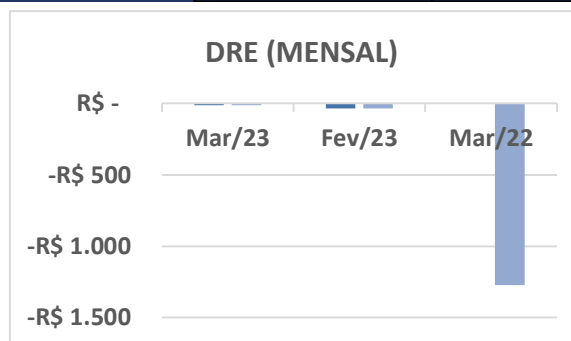 DRE (MENSAL)
R$ -
Mar/23 Fev/23 Mar/22
-R$ 500
-R$ 1.000
-R$ 1.500